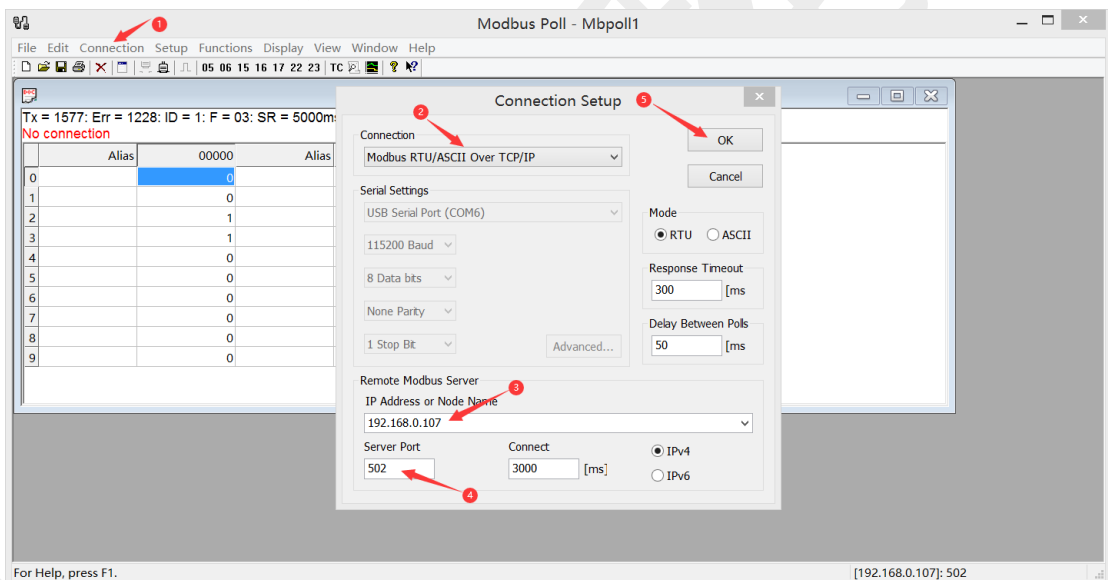 Modbus Poll - Mbpoll1
1
File Edit Connection Setup Functions Display View Window Help
05 06 15 16 17 22 23 TC
Tx = 1577: Err = 1228: ID = 1: F = 03: SR = 5000m
No connection
Alias 00000 Alias
0 0
1 0
2 1
3 1
4 0
5 0
6 0
7 0
8 0
9 0
Connection Setup
2
5
Connection
Modbus RTU/ASCII Over TCP/IP
OK
Cancel
Serial Settings
USB Serial Port (COM6)
115200 Baud
8 Data bits
None Parity
1 Stop Bit
Advanced...
Mode
RTU ASCII
Response Timeout
300 [ms
Delay Between Polls
50 [ms
Remote Modbus Server
3
IP Address or Node Name
192.168.0.107
Server Port Connect
502 3000 [ms]
IPv4
IPv6
4
For Help, press F1. [192.168.0.107]: 502